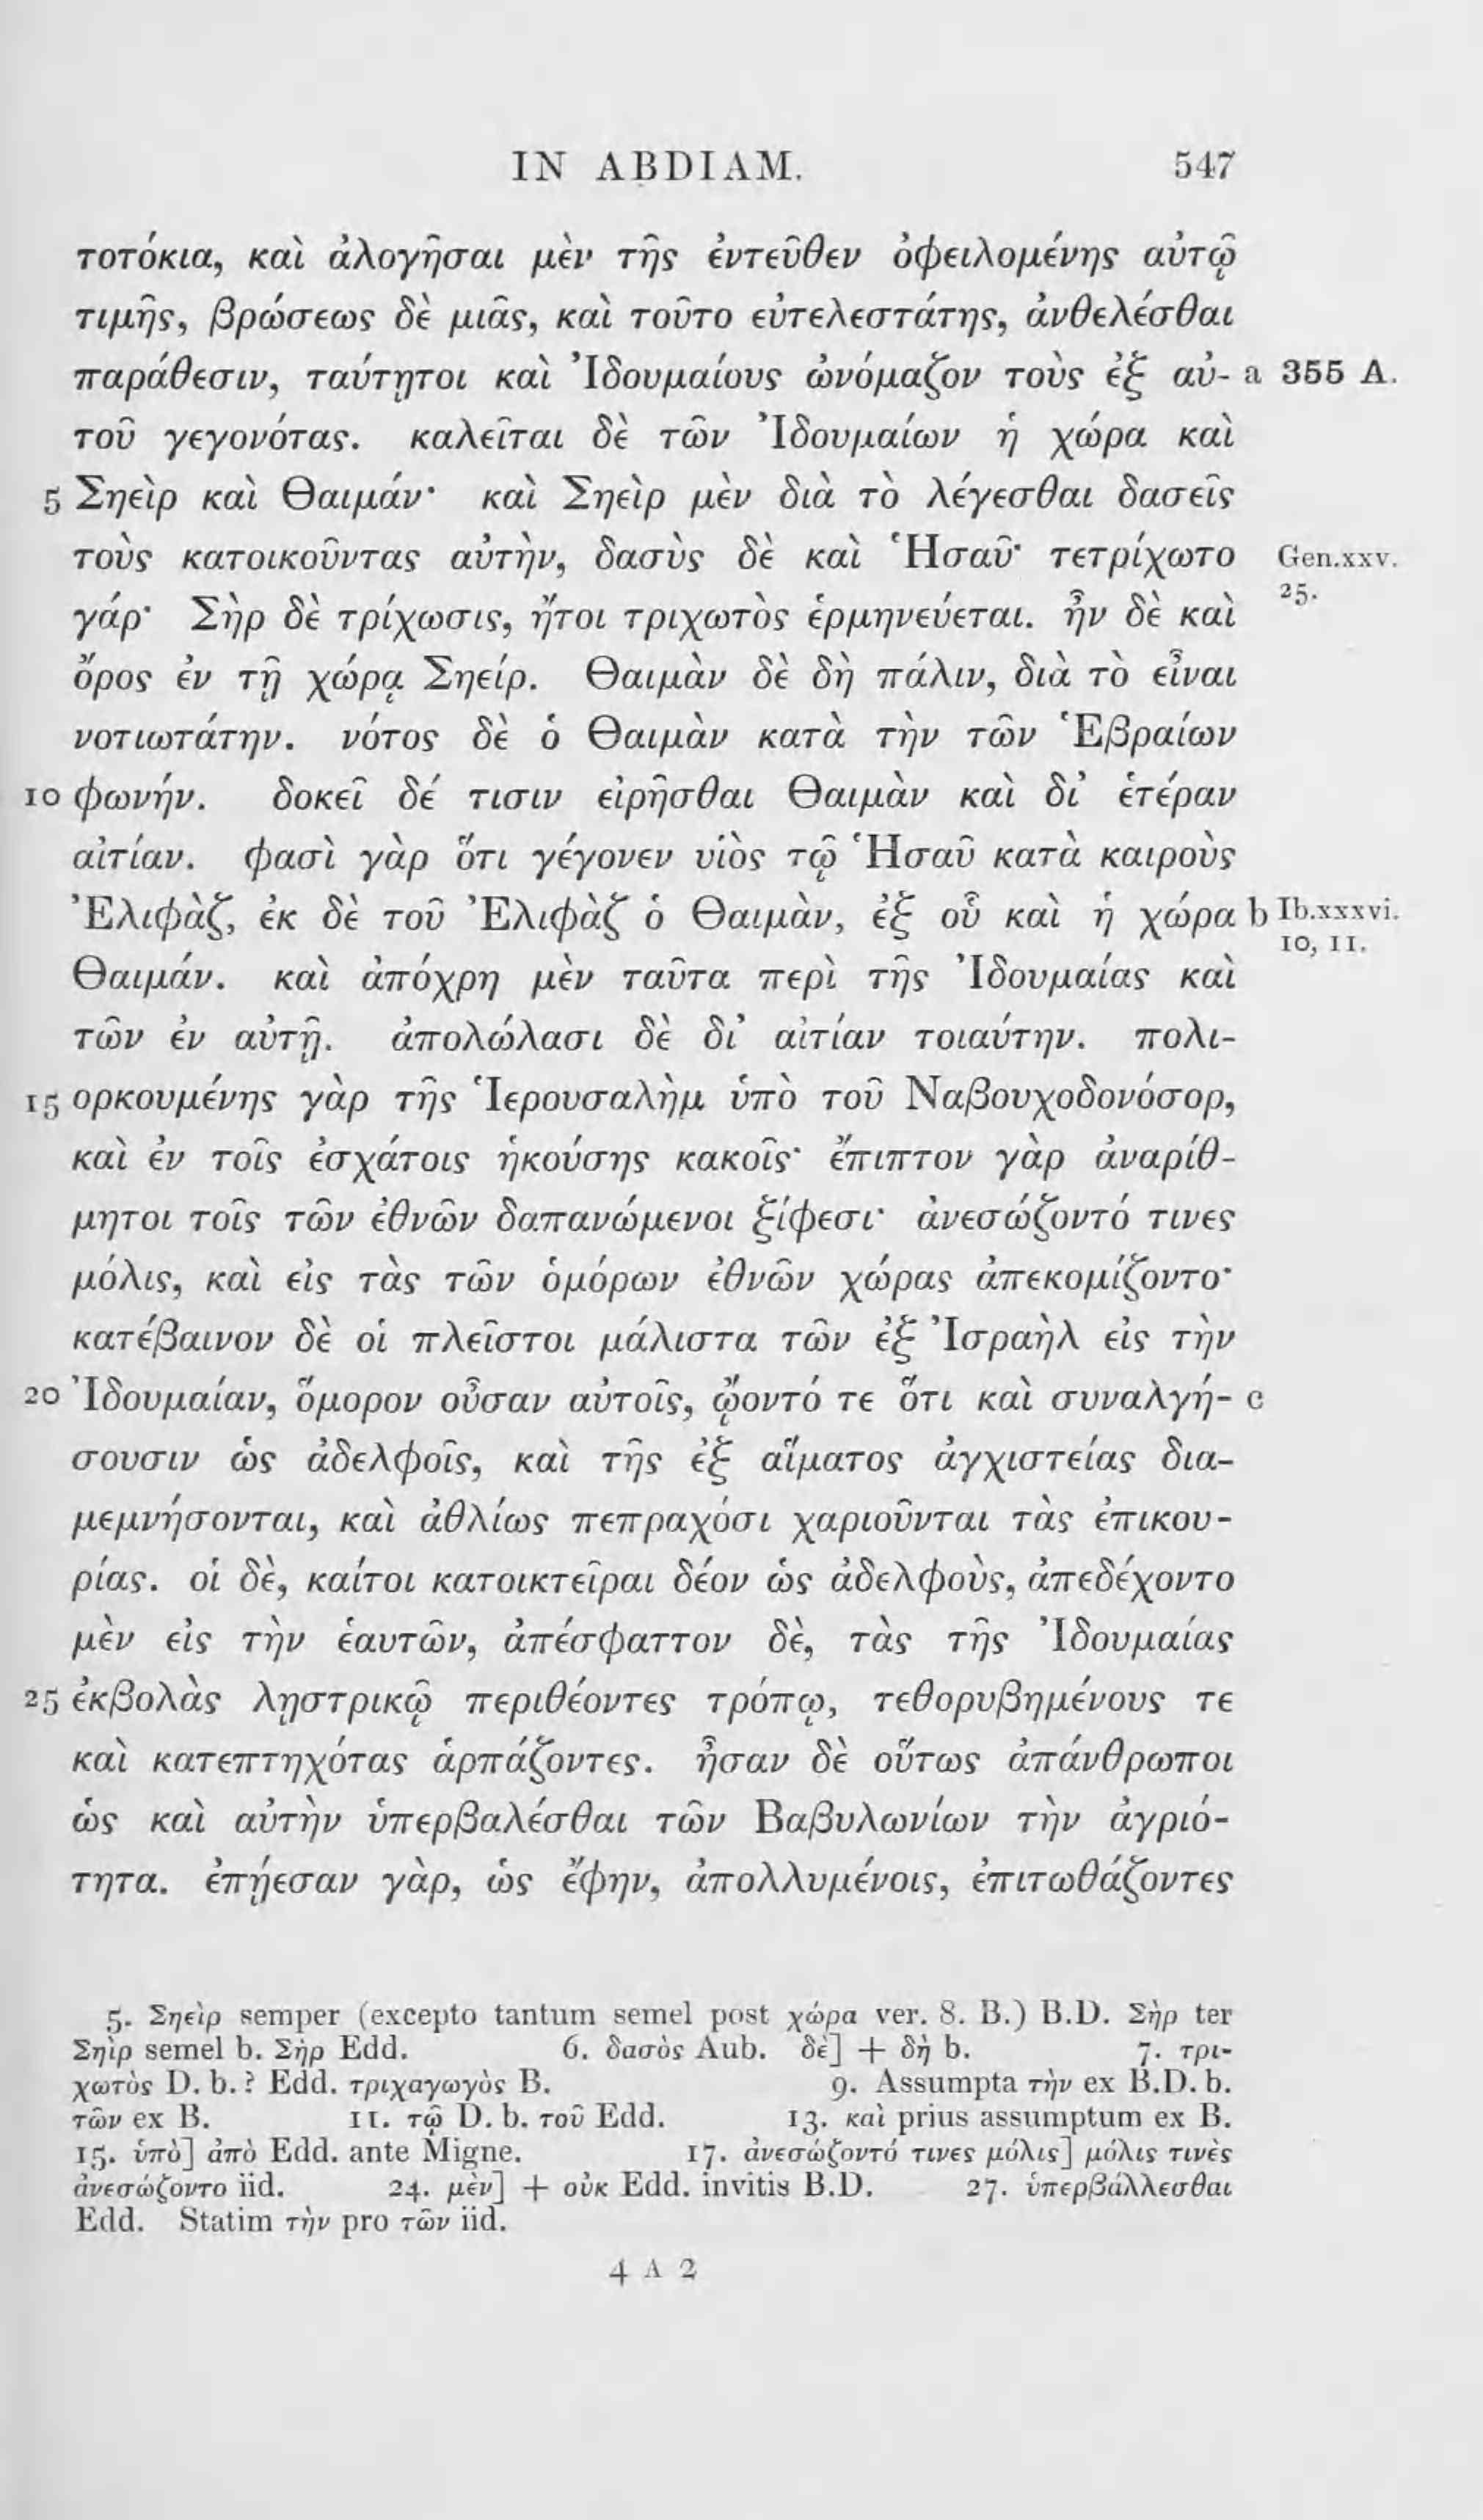 IN ABDIAM. 547
τοτόκια, καὶ ἀλογῆσαι μὲν τῆς ἐντεῦθεν ὀφειλομένης αὐτῷ
τιμῆς, βρώσεως δὲ μιᾶς, καὶ τοῦτο εὐτελεστάτης, ἀνθελέσθαι
παράθεσιν, ταύτῃτοι καὶ Ἰδουμαίους ὠνόμαζον τοὺς ἐξ αὐ- a 355 A.
τοῦ γεγονότας. καλεῖται δὲ τῶν Ἰδουμαίων ἡ χώρα καὶ
5 Σηεὶρ καὶ Θαιμάν· καὶ Σηεὶρ μὲν διὰ τὸ λέγεσθαι δασεῖς
τοὺς κατοικοῦντας αὐτὴν, δασὺς δὲ καὶ Ἡσαῦ· τετρίχωτο Gen.xxv.
γάρ· Σὴρ δὲ τρίχωσις, ἤτοι τριχωτὸς ἑρμηνεύεται. ἦν δὲ καὶ 25.
ὄρος ἐν τῇ χώρᾳ Σηείρ. Θαιμὰν δὲ δὴ πάλιν, διὰ τὸ εἶναι
νοτιωτάτην. νότος δὲ ὁ Θαιμὰν κατὰ τὴν τῶν Ἑβραίων
10 φωνήν. δοκεῖ δέ τισιν εἰρῆσθαι Θαιμὰν καὶ δι' ἑτέραν
αἰτίαν. φασὶ γὰρ ὅτι γέγονεν υἱὸς τῷ Ἡσαῦ κατὰ καιροὺς
Ἐλιφὰζ, ἐκ δὲ τοῦ Ἐλιφὰζ ὁ Θαιμὰν, ἐξ οὗ καὶ ἡ χώρα b Ib.xxxvi.
10, 11.
Θαιμάν. καὶ ἀπόχρη μὲν ταῦτα περὶ τῆς Ἰδουμαίας καὶ
τῶν ἐν αὐτῇ. ἀπολώλασι δὲ δι' αἰτίαν τοιαύτην. πολι-
15 ορκουμένης γὰρ τῆς Ἱερουσαλὴμ ὑπὸ τοῦ Ναβουχοδονόσορ,
καὶ ἐν τοῖς ἐσχάτοις ἡκούσης κακοῖς· ἔπιπτον γὰρ ἀναρίθ-
μητοι τοῖς τῶν ἐθνῶν δαπανώμενοι ξίφεσι· ἀνεσώζοντό τινες
μόλις, καὶ εἰς τὰς τῶν ὁμόρων ἐθνῶν χώρας ἀπεκομίζοντο·
κατέβαινον δὲ οἱ πλεῖστοι μάλιστα τῶν ἐξ Ἰσραὴλ εἰς τὴν
20 Ἰδουμαίαν, ὅμορον οὖσαν αὐτοῖς, ᾤοντό τε ὅτι καὶ συναλγή- c
σουσιν ὡς ἀδελφοῖς, καὶ τῆς ἐξ αἵματος ἀγχιστείας δια-
μεμνήσονται, καὶ ἀθλίως πεπραχόσι χαριοῦνται τὰς ἐπικου-
ρίας. οἱ δὲ, καίτοι κατοικτεῖραι δέον ὡς ἀδελφοὺς, ἀπεδέχοντο
μὲν εἰς τὴν ἑαυτῶν, ἀπέσφαττον δὲ, τὰς τῆς Ἰδουμαίας
25 ἐκβολὰς λῃστρικῷ περιθέοντες τρόπῳ, τεθορυβημένους τε
καὶ κατεπτηχότας ἁρπάζοντες. ἦσαν δὲ οὕτως ἀπάνθρωποι
ὡς καὶ αὐτὴν ὑπερβαλέσθαι τῶν Βαβυλωνίων τὴν ἀγριό-
τητα. ἐπῄεσαν γὰρ, ὡς ἔφην, ἀπολλυμένοις, ἐπιτωθάζοντες
5. Σηεὶρ semper (excepto tantum semel post χώρα ver. 8. B.) B.D. Σὴρ ter
Σηὶρ semel b. Σὴρ Edd. 6. δασὸς Aub. δὲ] + δὴ b. 7. τρι-
χωτὸς D. b. ? Edd. τριχαγωγὸς B. 9. Assumpta τὴν ex B.D. b.
τῶν ex B. 11. τῷ D. b. τοῦ Edd. 13. καὶ prius assumptum ex B.
15. ὑπὸ] ἀπὸ Edd. ante Migne. 17. ἀνεσώζοντό τινες μόλις] μόλις τινὲς
ἀνεσώζοντο iid. 24. μὲν] + οὐκ Edd. invitis B.D. 27. ὑπερβάλλεσθαι
Edd. Statim τὴν pro τῶν iid.
4 A 2